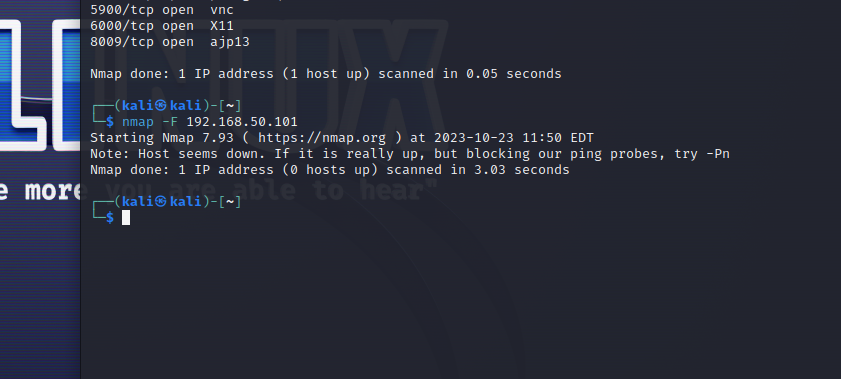 5900/tcp open  vnc
6000/tcp open  X11
8009/tcp open  ajp13
Nmap done: 1 IP address (1 host up) scanned in 0.05 seconds
┌──(kali㉿kali)-[~]
└─$ nmap -F 192.168.50.101
Starting Nmap 7.93 ( https://nmap.org ) at 2023-10-23 11:50 EDT
Note: Host seems down. If it is really up, but blocking our ping probes, try -Pn
Nmap done: 1 IP address (0 hosts up) scanned in 3.03 seconds
┌──(kali㉿kali)-[~]
└─$
e more you are able to hear"